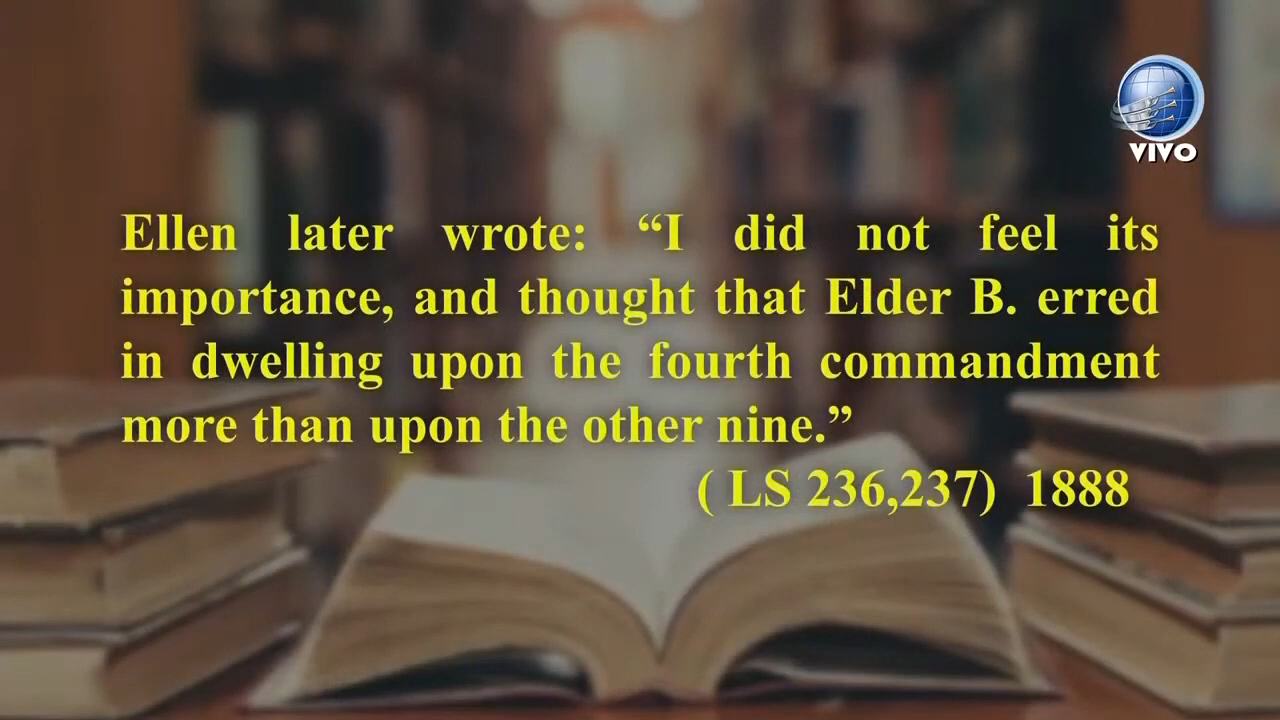 VIVO
Ellen later wrote: “I did not feel its
importance, and thought that Elder B. erred
in dwelling upon the fourth commandment
more than upon the other nine.”
( LS 236,237) 1888